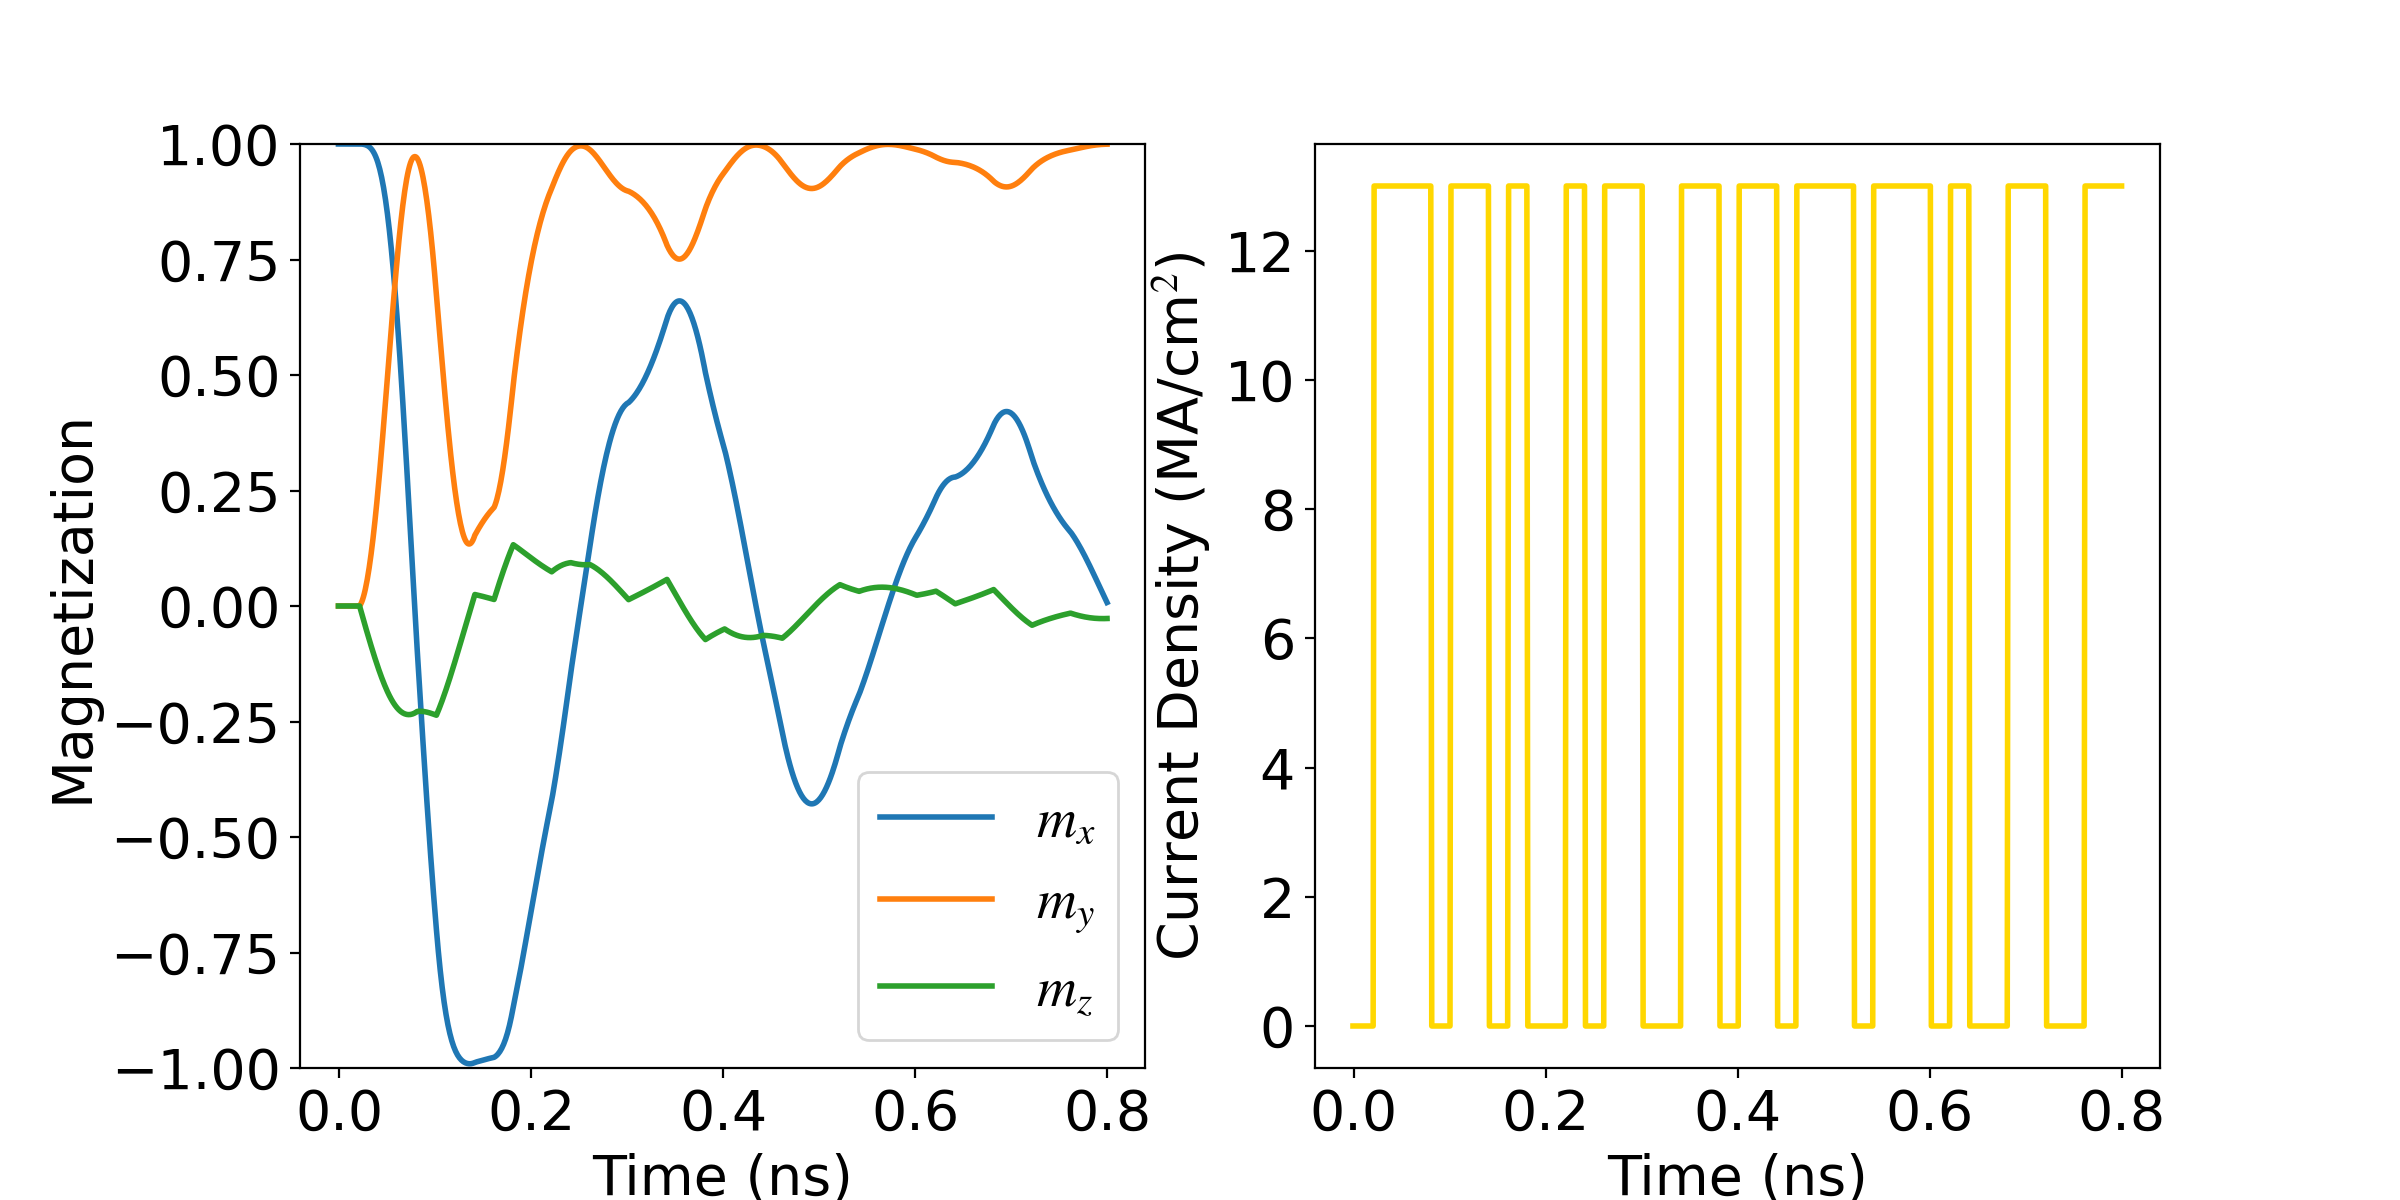 Magnetization
1.00
0.75
0.50
0.25
0.00
−0.25
−0.50
−0.75
−1.00
0.0 0.2 0.4 0.6 0.8
Time (ns)
m_x
m_y
m_z
Current Density (MA/cm²)
12
10
8
6
4
2
0
0.0 0.2 0.4 0.6 0.8
Time (ns)